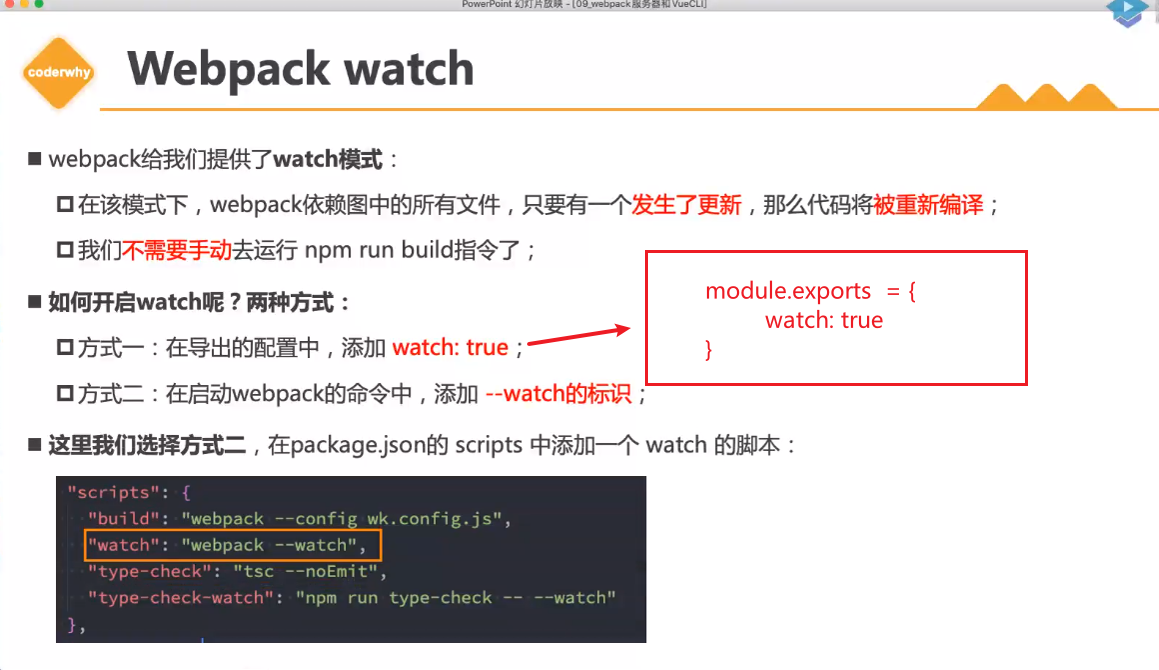 PowerPoint 幻灯片放映 - [09_webpack服务器和VueCLI]
coderwhy
Webpack watch
■ webpack给我们提供了watch模式：
在该模式下，webpack依赖图中的所有文件，只要有一个发生了更新，那么代码将被重新编译；
我们不需要手动去运行 npm run build指令了；
■ 如何开启watch呢？两种方式：
方式一：在导出的配置中，添加 watch: true；
module.exports = {
watch: true
}
方式二：在启动webpack的命令中，添加 --watch的标识；
■ 这里我们选择方式二，在package.json的 scripts 中添加一个 watch 的脚本：
"scripts": {
"build": "webpack --config wk.config.js",
"watch": "webpack --watch",
"type-check": "tsc --noEmit",
"type-check-watch": "npm run type-check -- --watch"
},